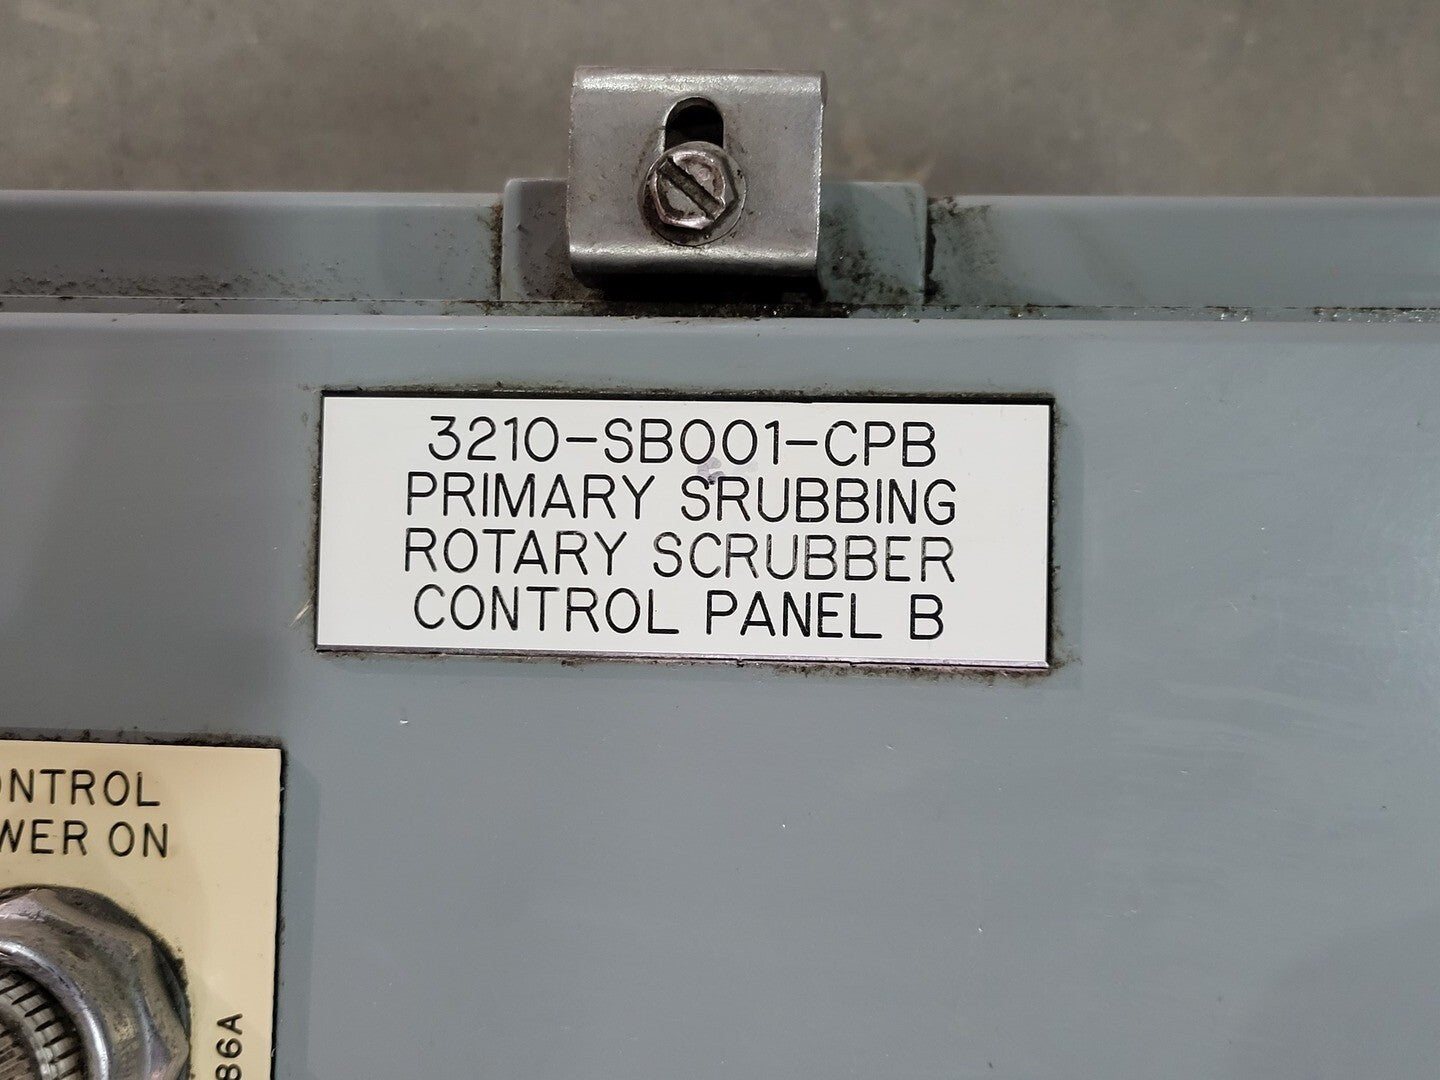 3210-SB001-CPB
PRIMARY SRUBBING
ROTARY SCRUBBER
CONTROL PANEL B
ONTROL
WER ON
86A